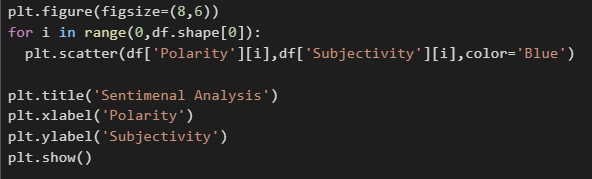 plt.figure(figsize=(8,6))
for i in range(0,df.shape[0]):
  plt.scatter(df['Polarity'][i],df['Subjectivity'][i],color='Blue')

plt.title('Sentimenal Analysis')
plt.xlabel('Polarity')
plt.ylabel('Subjectivity')
plt.show()